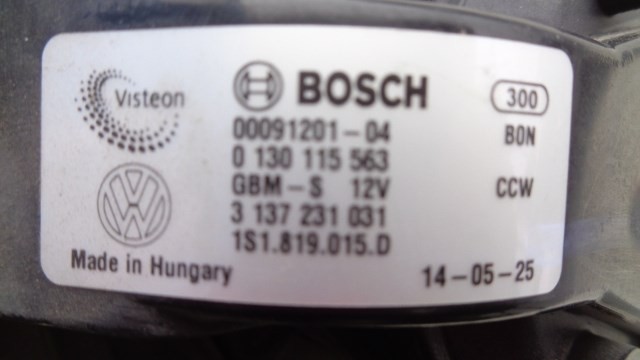 Visteon
BOSCH
300
00091201-04
BON
0 130 115 563
GBM-S 12V
CCW
3 137 231 031
1S1.819.015.D
Made in Hungary
14-05-25